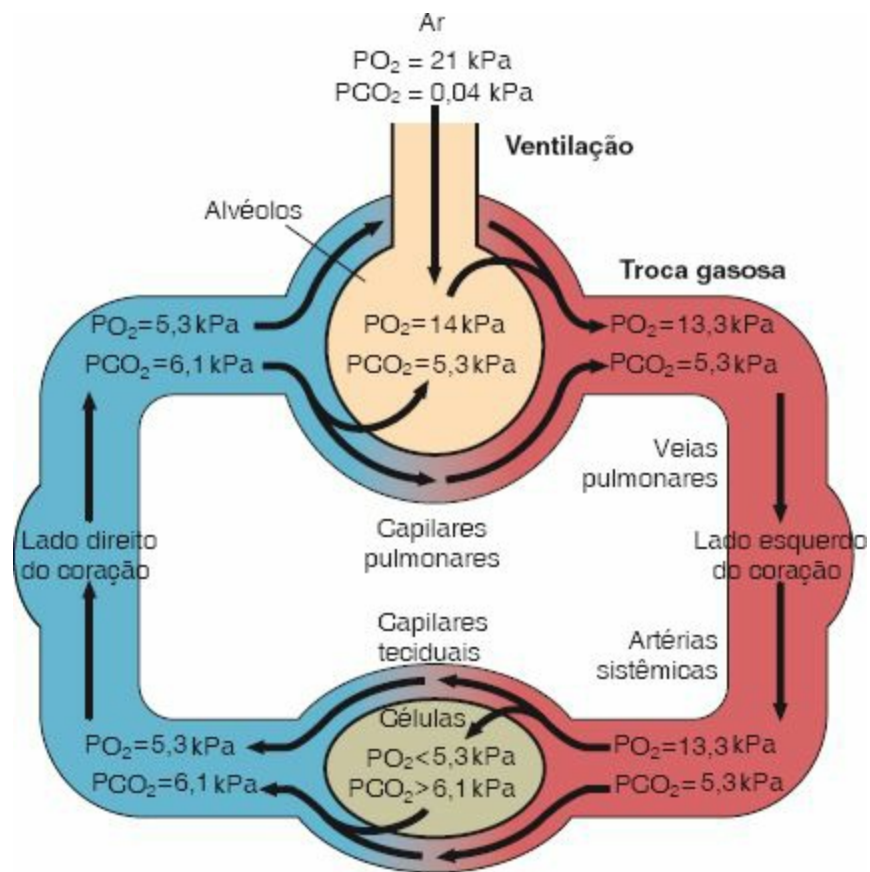 Ar
PO₂ = 21 kPa
PCO₂ = 0,04 kPa
Ventilação
Alvéolos
Troca gasosa
PO₂=5,3 kPa
PCO₂=6,1 kPa
PO₂=14 kPa
PCO₂=5,3 kPa
PO₂=13,3 kPa
PCO₂=5,3 kPa
Veias
pulmonares
Capilares
pulmonares
Lado direito
do coração
Lado esquerdo
do coração
Capilares
teciduais
Artérias
sistêmicas
Células
PO₂<5,3 kPa
PCO₂>6,1 kPa
PO₂=5,3 kPa
PCO₂=6,1 kPa
PO₂=13,3 kPa
PCO₂=5,3 kPa